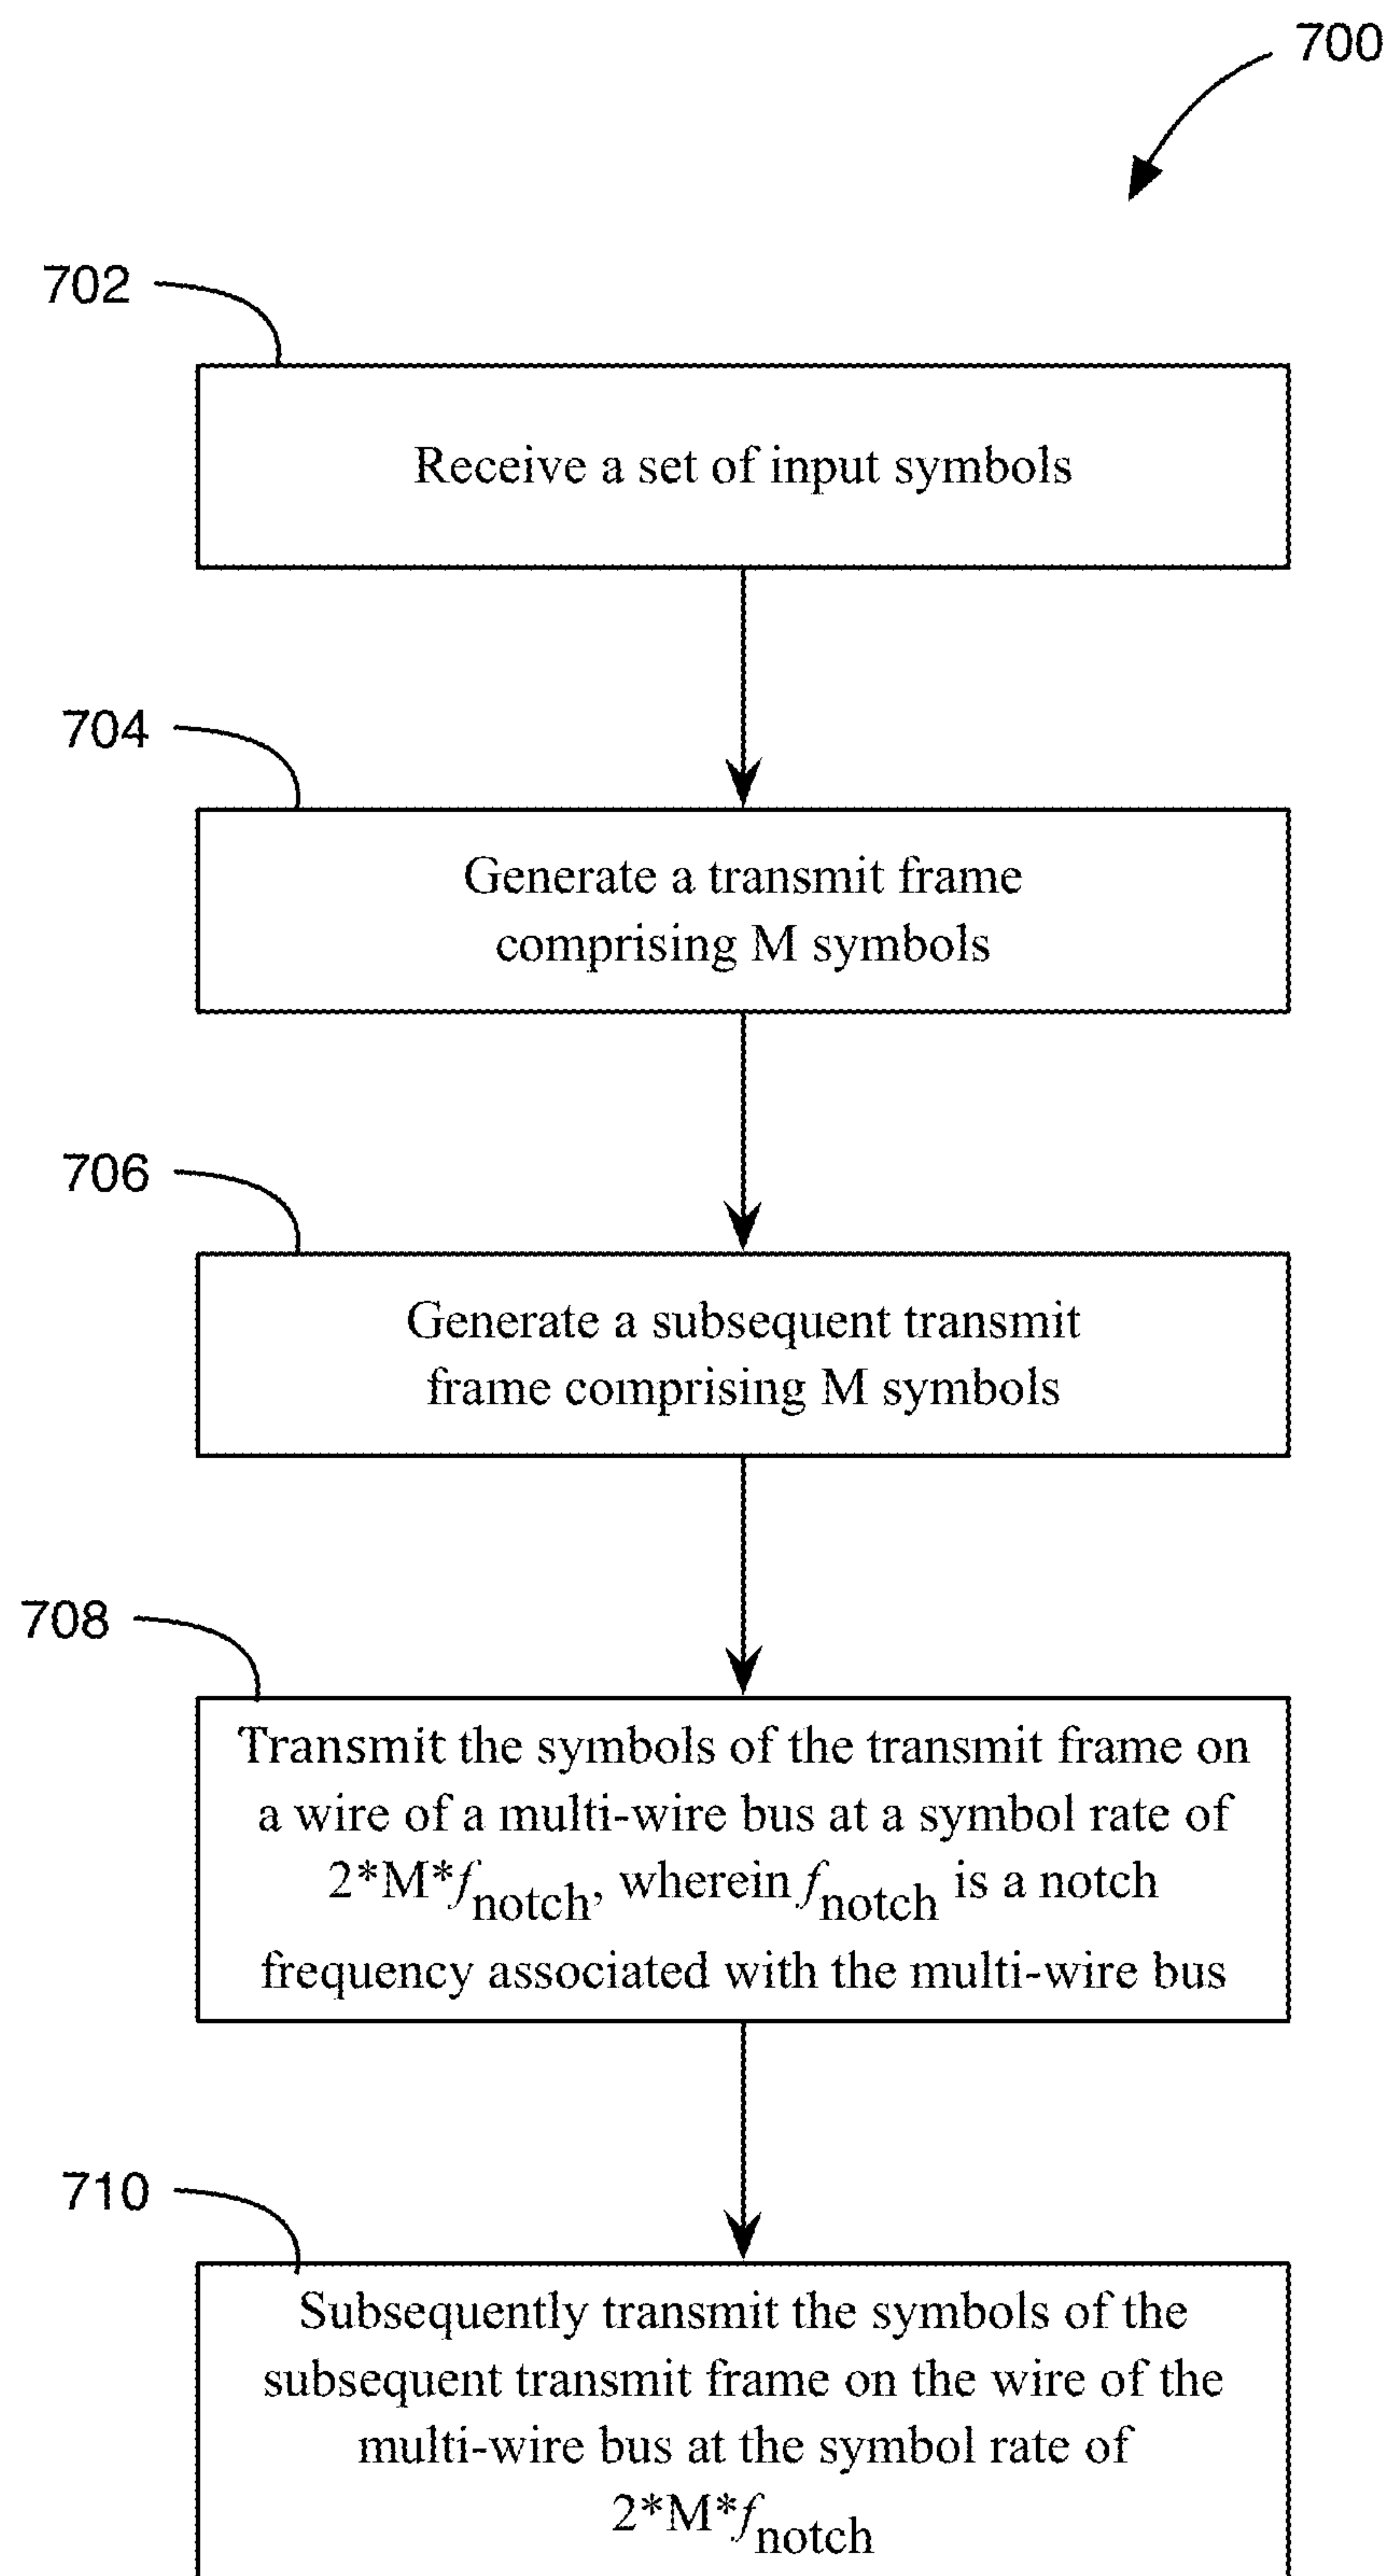 700
702
Receive a set of input symbols
704
Generate a transmit frame
comprising M symbols
706
Generate a subsequent transmit
frame comprising M symbols
708
Transmit the symbols of the transmit frame on
a wire of a multi-wire bus at a symbol rate of
2*M*fnotch, wherein fnotch is a notch
frequency associated with the multi-wire bus
710
Subsequently transmit the symbols of the
subsequent transmit frame on the wire of the
multi-wire bus at the symbol rate of
2*M*fnotch